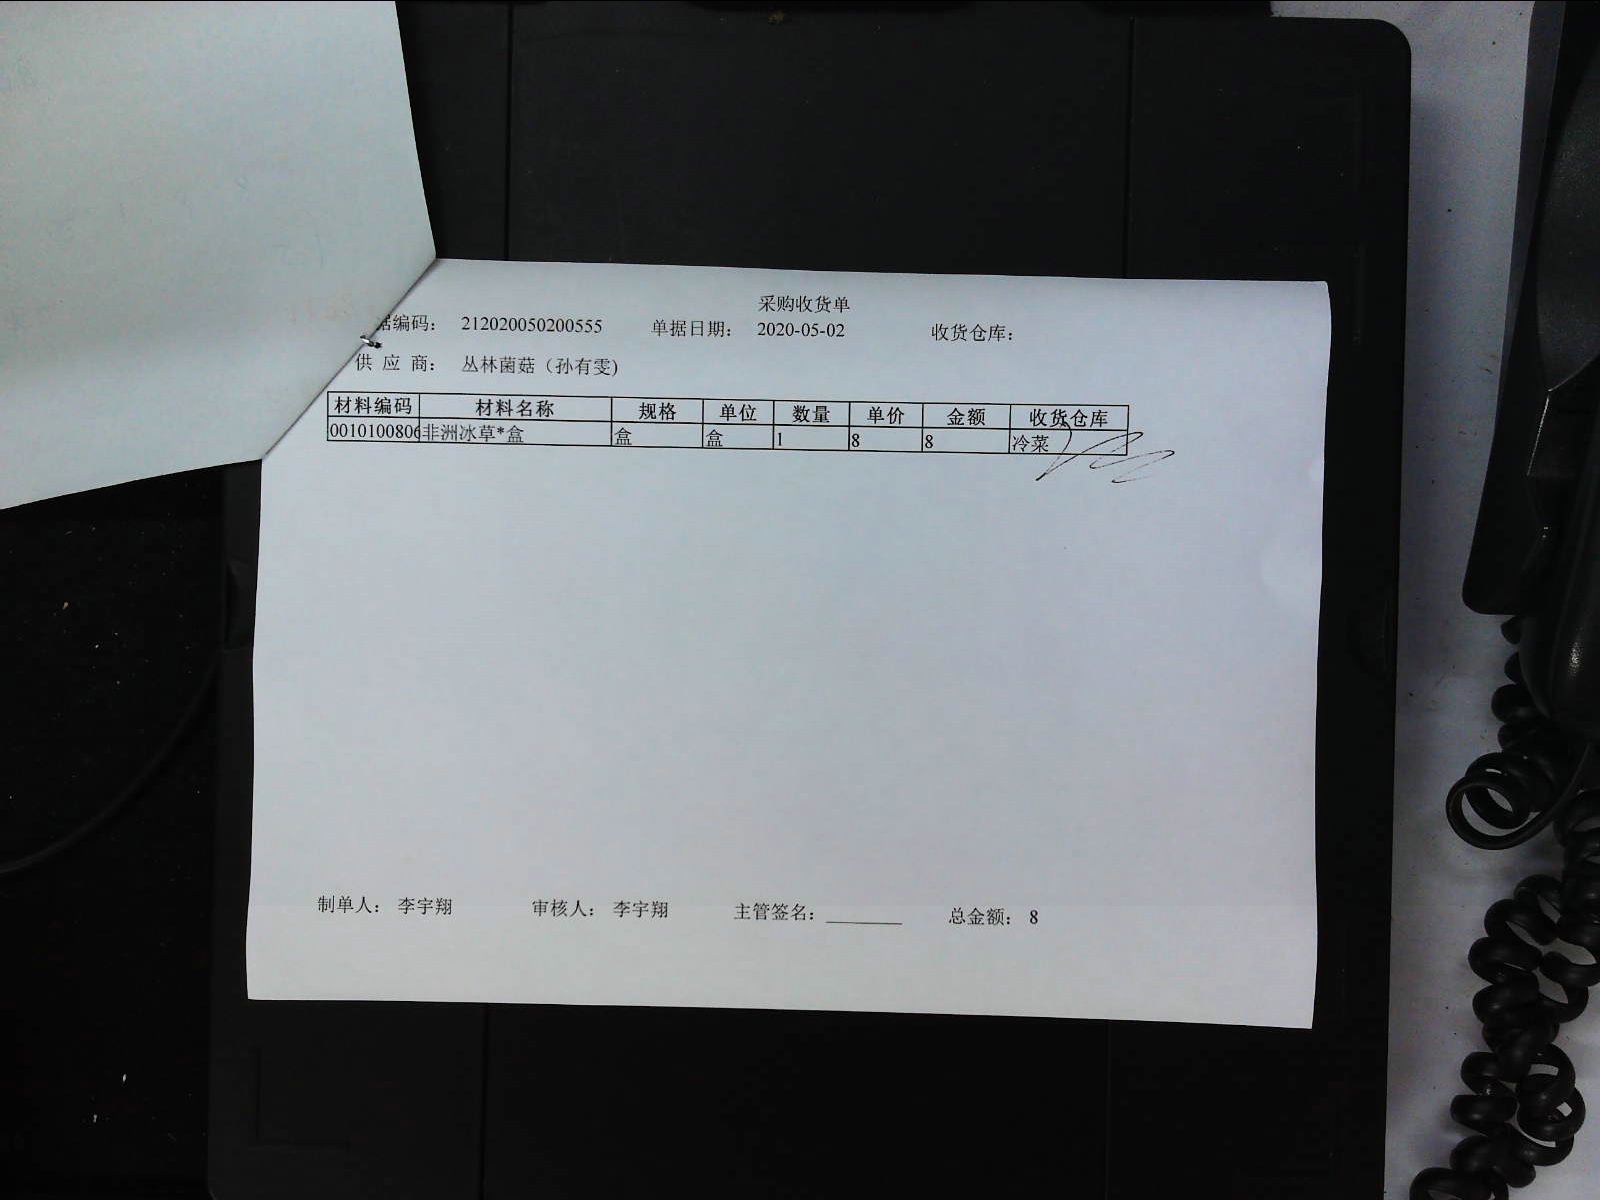 采购收货单
据编码： 212020050200555 单据日期： 2020-05-02 收货仓库：
供 应 商： 丛林菌菇（孙有雯)
材料编码 材料名称 规格 单位 数量 单价 金额 收货仓库
0010100806 非洲冰草*盒 盒 盒 1 8 8 冷菜
制单人： 李宇翔 审核人： 李宇翔 主管签名：________ 总金额： 8